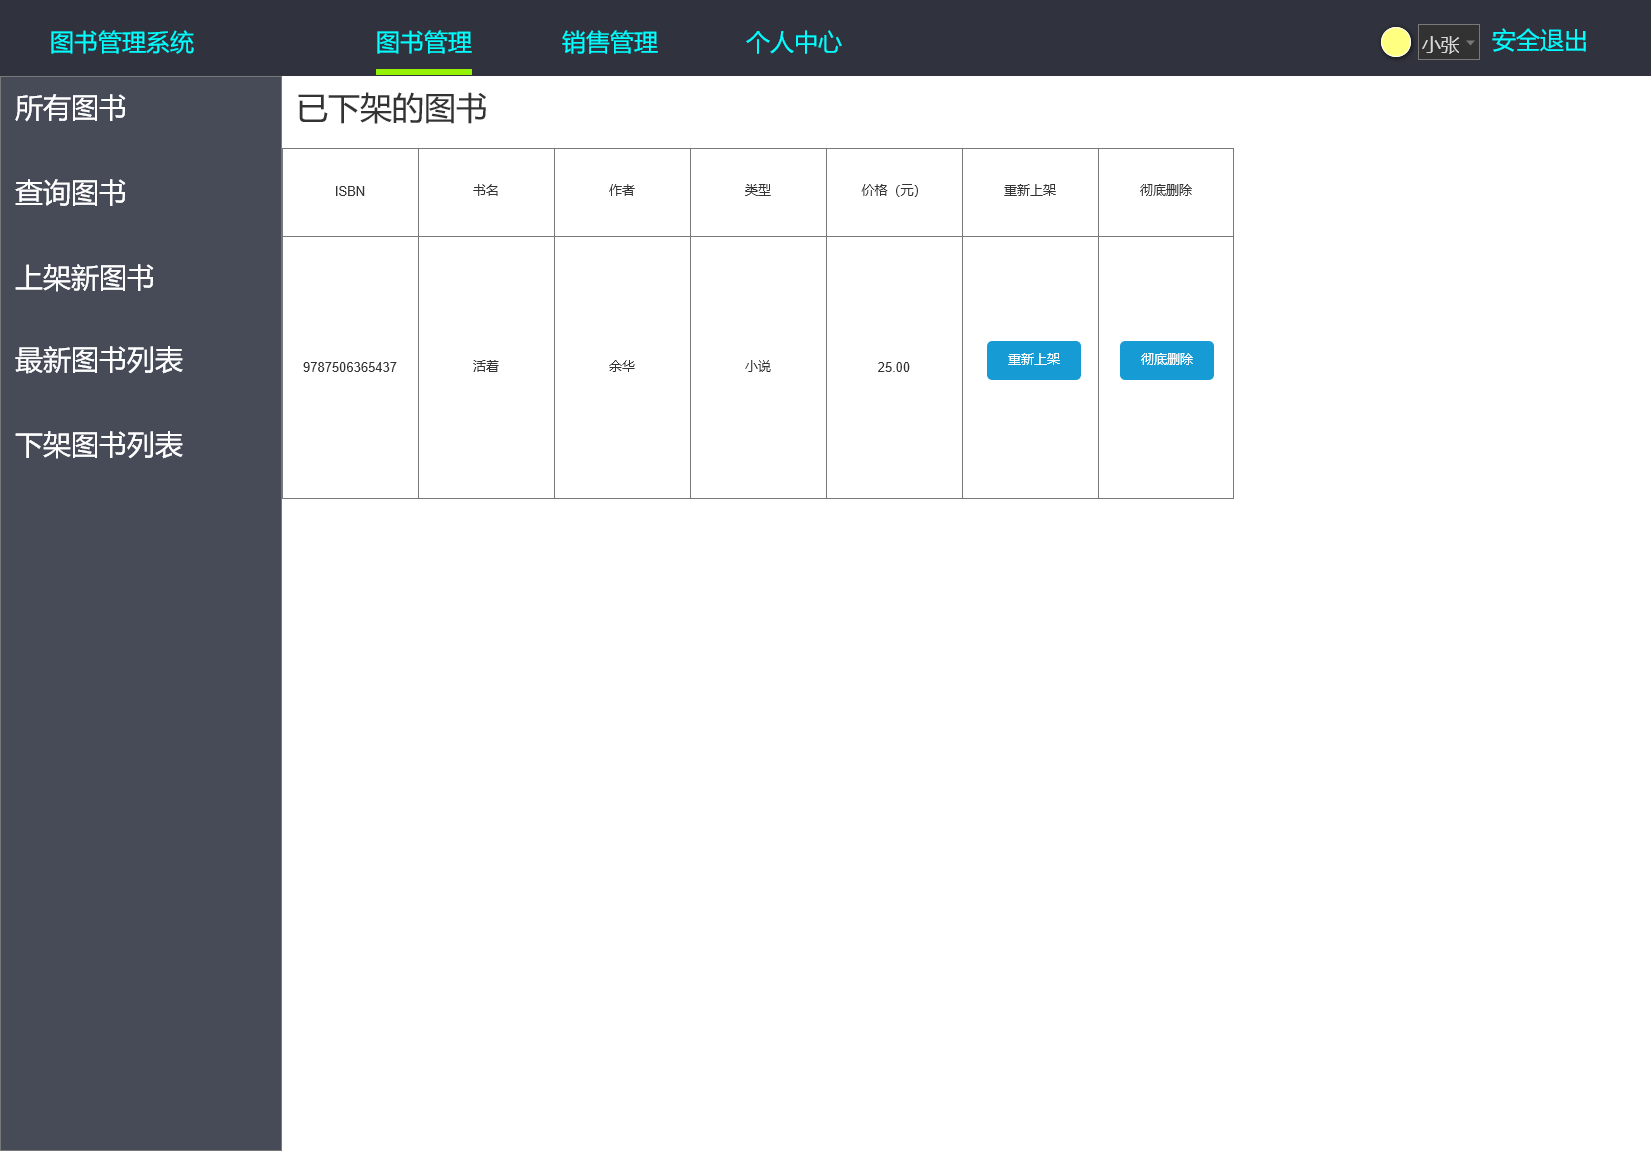 图书管理系统 图书管理 销售管理 个人中心 小张 安全退出
所有图书
查询图书
上架新图书
最新图书列表
下架图书列表
已下架的图书
ISBN 书名 作者 类型 价格（元） 重新上架 彻底删除
9787506365437 活着 余华 小说 25.00 重新上架 彻底删除